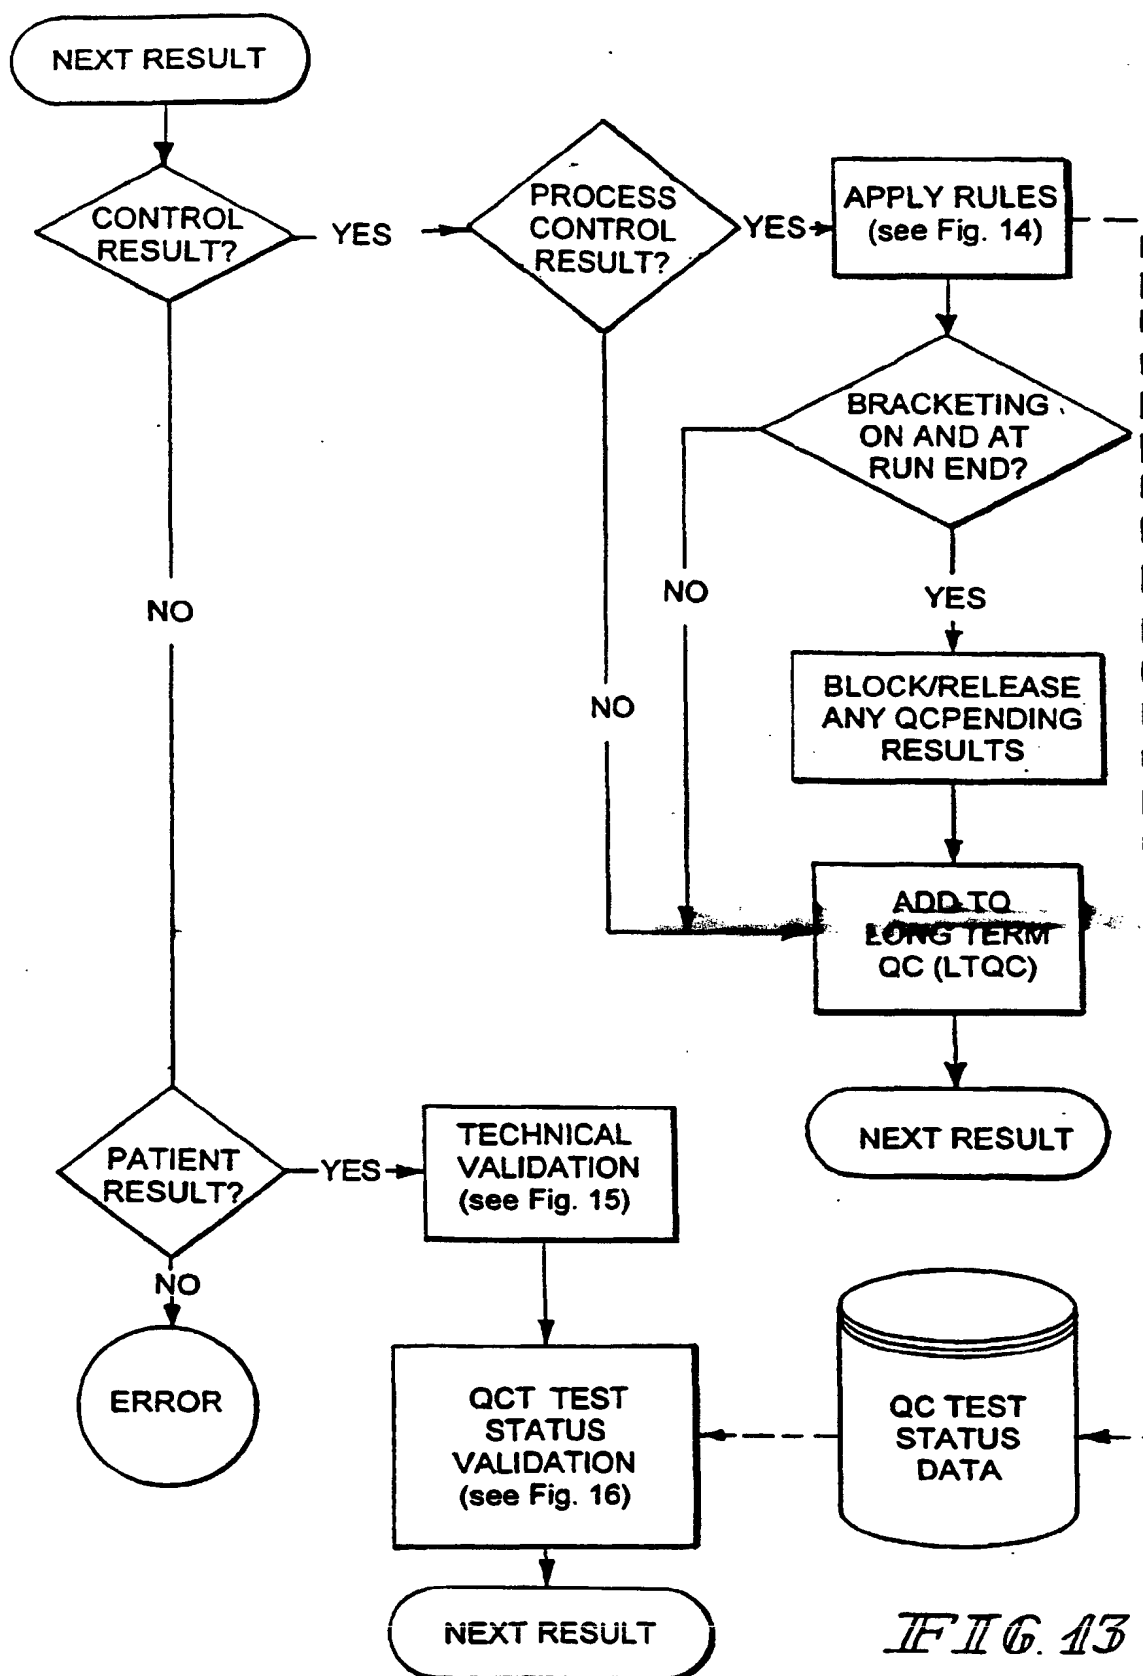 NEXT RESULT
CONTROL
RESULT?
YES
PROCESS
CONTROL
RESULT?
YES
APPLY RULES
(see Fig. 14)
BRACKETING
ON AND AT
RUN END?
NO
YES
NO
NO
BLOCK/RELEASE
ANY QCPENDING
RESULTS
ADD TO
LONG TERM
QC (LTQC)
NEXT RESULT
PATIENT
RESULT?
YES
TECHNICAL
VALIDATION
(see Fig. 15)
NO
ERROR
QCT TEST
STATUS
VALIDATION
(see Fig. 16)
QC TEST
STATUS
DATA
NEXT RESULT
FIG. 13